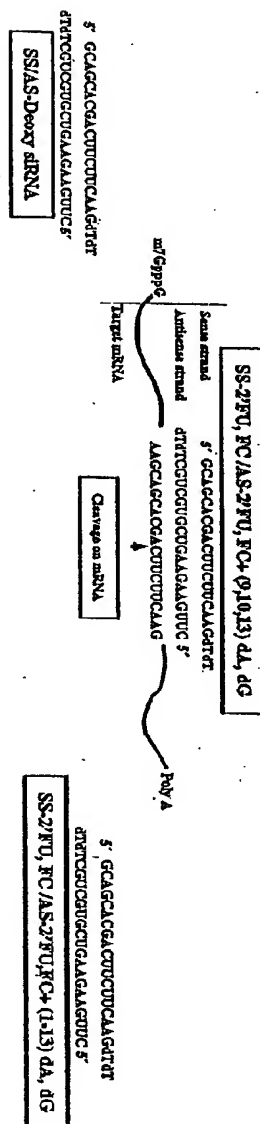 5' GCAGCACGACUUCUUCAAGdTdT
dTdTCGUCGUGCUGAAGAAGUUC 5'
SS/AS-Deoxy siRNA
SS-2'FU, FC/AS-2'FU, FC+ (9,10,13) dA, dG
Sense strand 5' GCAGCACGACUUCUUCAAGdTdT.
Antisense strand dTdTCGUCGUGCUGAAGAAGUUC 5'
m7GpppG
Poly A
Target mRNA AAGCAGCACGACUUCUUCAAG
Cleavage on mRNA
5' GCAGCACGACUUCUUCAAGdTdT
dTdTCGUCGUGCUGAAGAAGUUC 5'
SS-2'FU, FC/AS-2'FU,FC+ (1-13) dA, dG